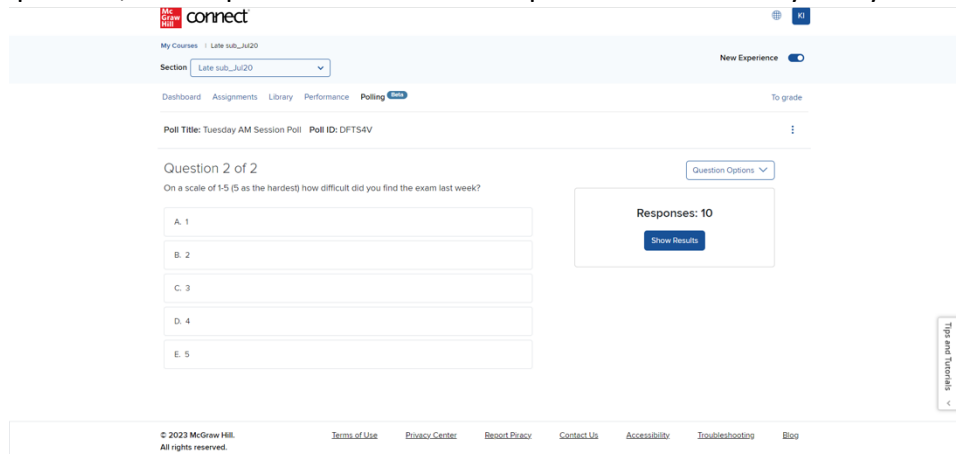 Mc
Graw
Hill
connect
KI
My Courses
Late sub_Jul20
Section
Late sub_Jul20
New Experience
Dashboard Assignments Library Performance Polling Beta
To grade
Poll Title: Tuesday AM Session Poll Poll ID: DFTS4V
Question 2 of 2
Question Options
On a scale of 1-5 (5 as the hardest) how difficult did you find the exam last week?
Responses: 10
Show Results
A. 1
B. 2
C. 3
D. 4
E. 5
Tips and Tutorials
© 2023 McGraw Hill.
All rights reserved.
Terms of Use Privacy Center Report Piracy Contact Us Accessibility Troubleshooting Blog